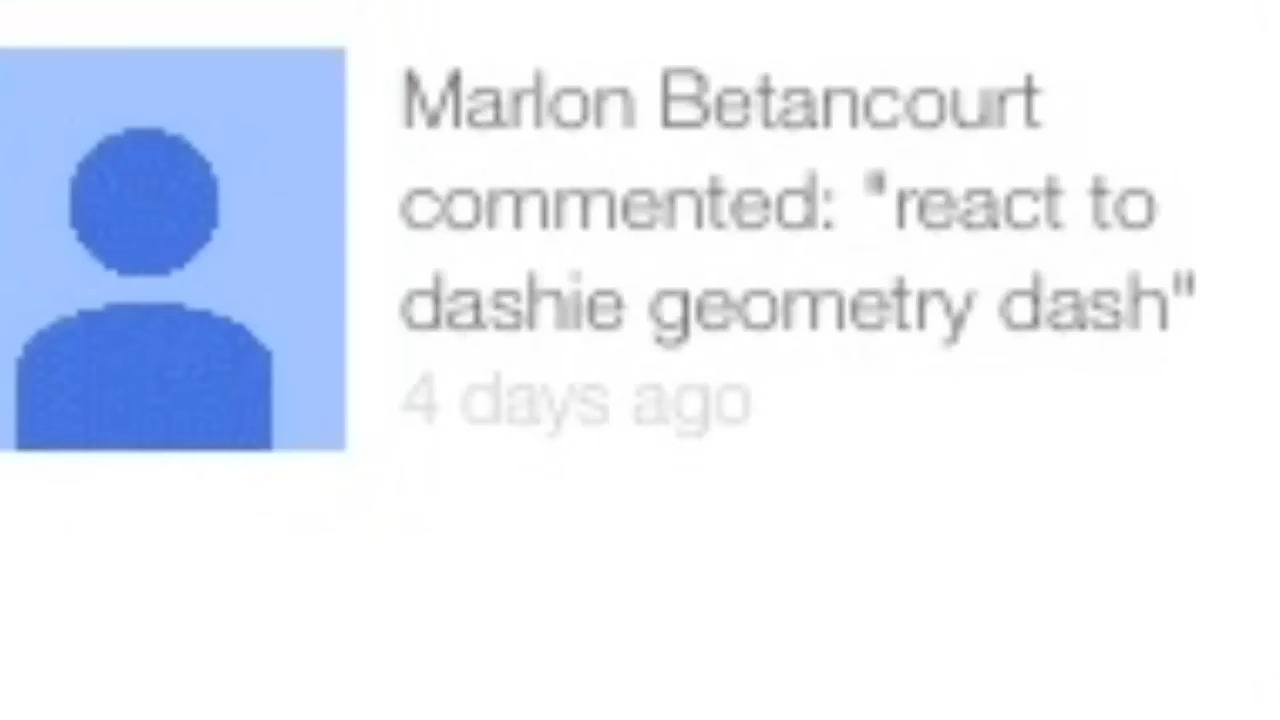 Marlon Betancourt
commented: "react to
dashie geometry dash"
4 days ago